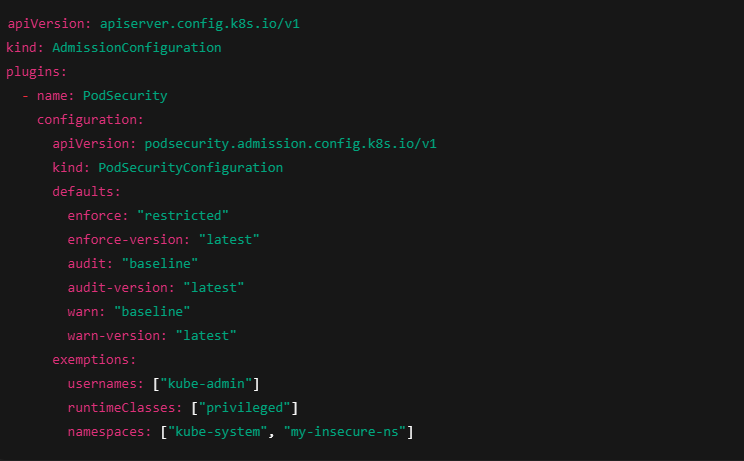 apiVersion: apiserver.config.k8s.io/v1
kind: AdmissionConfiguration
plugins:
  - name: PodSecurity
    configuration:
      apiVersion: podsecurity.admission.config.k8s.io/v1
      kind: PodSecurityConfiguration
      defaults:
        enforce: "restricted"
        enforce-version: "latest"
        audit: "baseline"
        audit-version: "latest"
        warn: "baseline"
        warn-version: "latest"
      exemptions:
        usernames: ["kube-admin"]
        runtimeClasses: ["privileged"]
        namespaces: ["kube-system", "my-insecure-ns"]